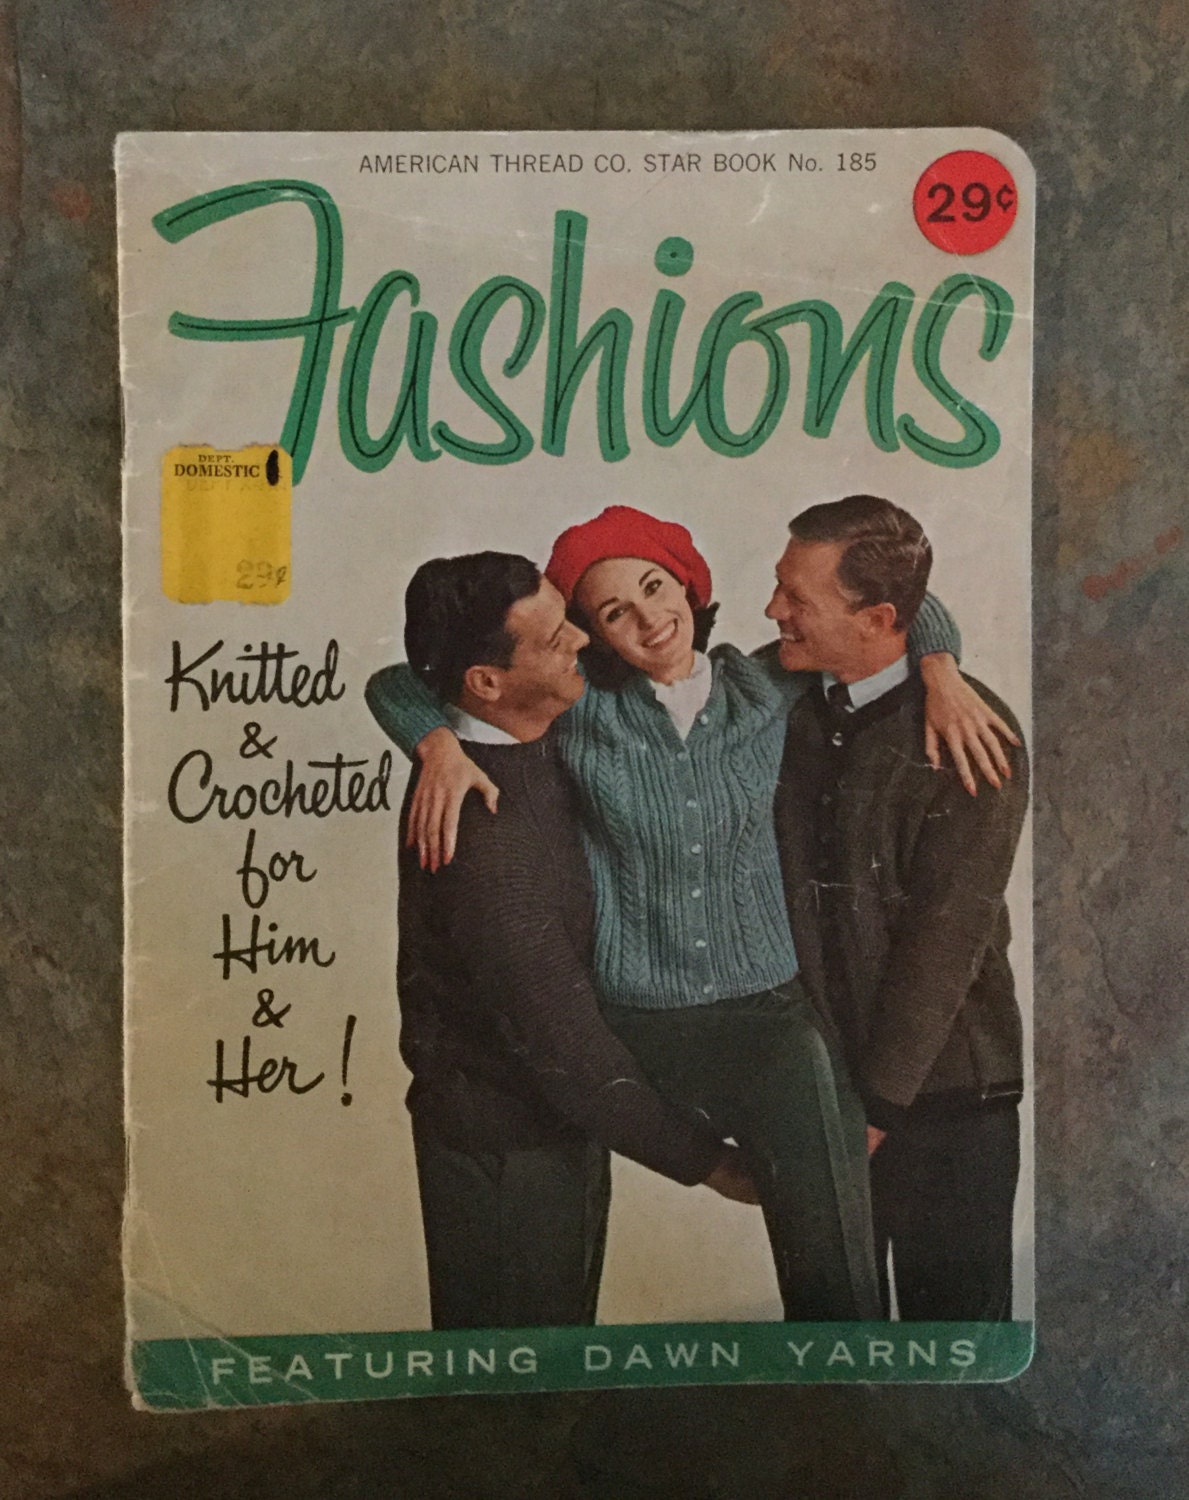 AMERICAN THREAD CO. STAR BOOK No. 185
29¢
Fashions
DEPT.
DOMESTIC
29¢
Knitted
&
Crocheted
for
Him
&
Her!
FEATURING DAWN YARNS